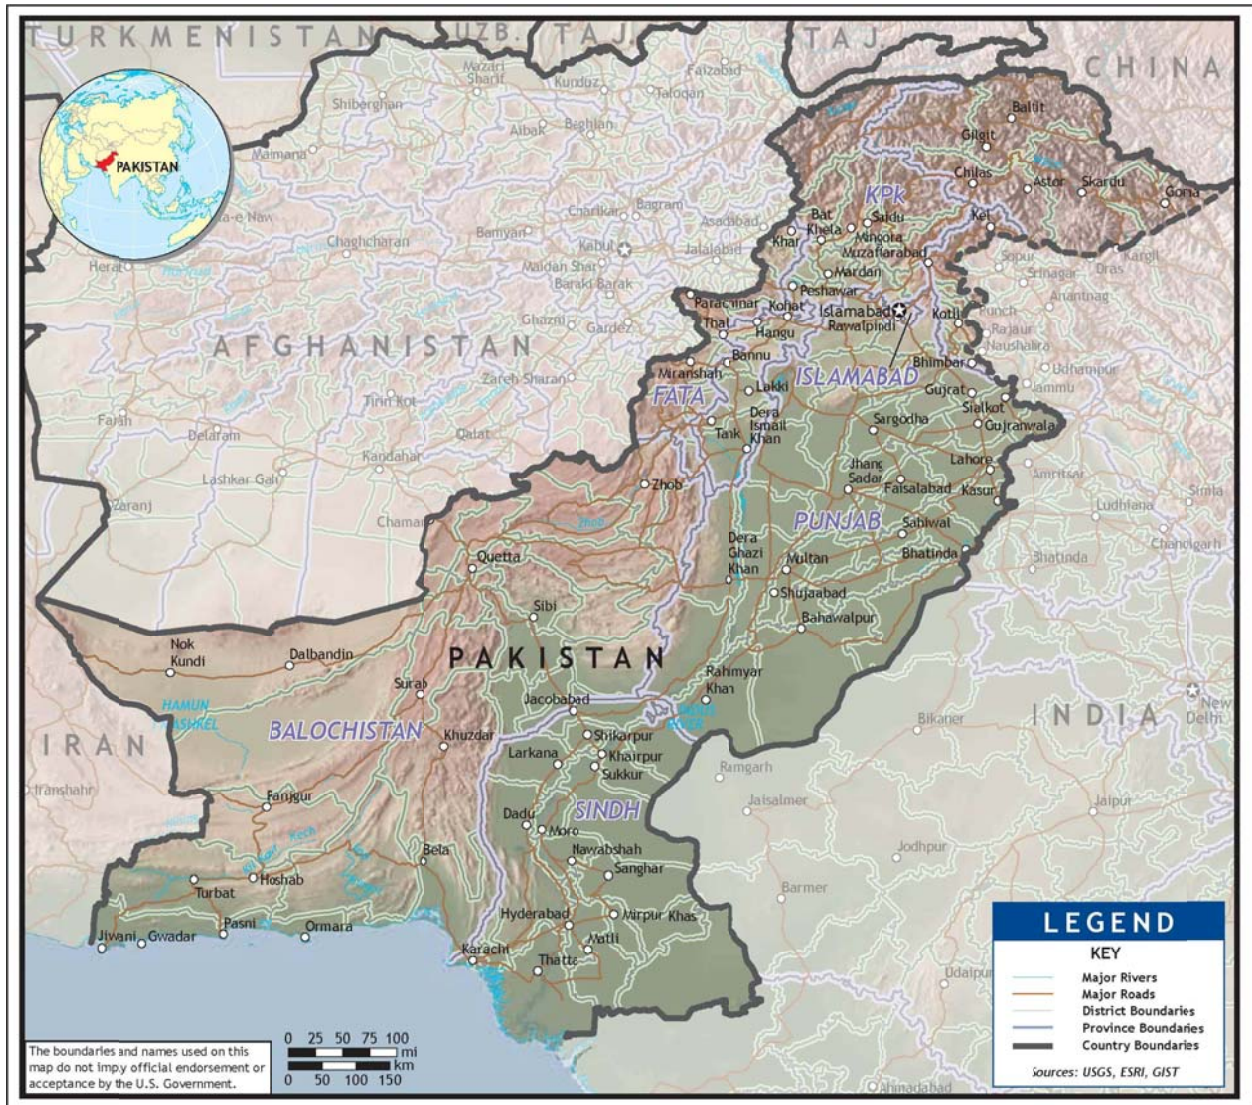 TURKMENISTAN
UZB.
TAJ.
TAJ.
CHINA
PAKISTAN
Mazari
Sharif
Kunduz
Faizabad
Taloqan
Shiberghan
Aibak
Baghlan
Maimana
Charikar
Bagram
Asadabad
Bamyan
Kabul
Jalalabad
Chaghcharan
Maidan Shar
Baraki Barak
Herat
Ghazni
Gardez
AFGHANISTAN
Zareh Sharan
Tirin Kot
Farah
Delaram
Qalat
Kandahar
Lashkar Gah
Zaranj
Chaman
Baltit
Gilgit
Chilas
Astor
Skardu
Goma
KPk
Kel
Bat
Khela
Saidu
Khar
Mingora
Muzaffarabad
Mardan
Peshawar
Parachinar
Kohat
Islamabad
Rawalpindi
Kotli
Thal
Hangu
Bannu
Miranshah
ISLAMABAD
Bhimbar
FATA
Lakki
Gujrat
Sialkot
Dera
Ismail
Khan
Tank
Sargodha
Gujranwala
Jhang
Sadar
Lahore
Faisalabad
Kasur
Zhob
Zhob
PUNJAB
Sahiwal
Bhatinda
Dera
Ghazi
Khan
Multan
Shujaabad
Bahawalpur
Quetta
Sibi
PAKISTAN
Nok
Kundi
Dalbandin
Surab
Rahmyar
Khan
Jacobabad
HAMUN
BALOCHISTAN
RIVER
Shikarpur
Khuzdar
Larkana
Khairpur
Sukkur
IRAN
Iranshahr
Panjgur
SINDH
Dadu
Moro
Kech
Bela
Nawabshah
Sanghar
Hoshab
Turbat
Hyderabad
Mirpur Khas
Pasni
Ormara
Jiwani
Gwadar
Karachi
Matli
Thatta
Sopur
Srinagar
Dras
Kargil
Anantnag
Punch
Rajaur
Naushahra
Udhampur
Jammu
Amritsar
Ludhiana
Simla
Chandigarh
Bhatinda
New
Delhi
INDIA
Bikaner
Ramgarh
Jaisalmer
Jaipur
Jodhpur
Barmer
Udaipur
Ahmadabad
LEGEND
KEY
Major Rivers
Major Roads
District Boundaries
Province Boundaries
Country Boundaries
Sources: USGS, ESRI, GIST
0 25 50 75 100
mi
km
0 50 100 150
The boundaries and names used on this
map do not imply official endorsement or
acceptance by the U.S. Government.